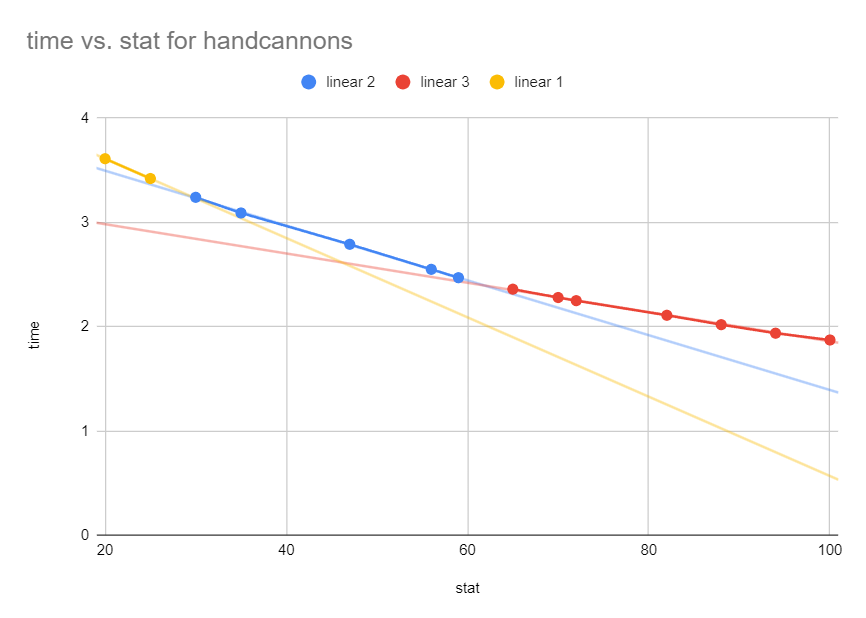 time vs. stat for handcannons
linear 2 linear 3 linear 1
4
3
2
1
0
time
20 40 60 80 100
stat